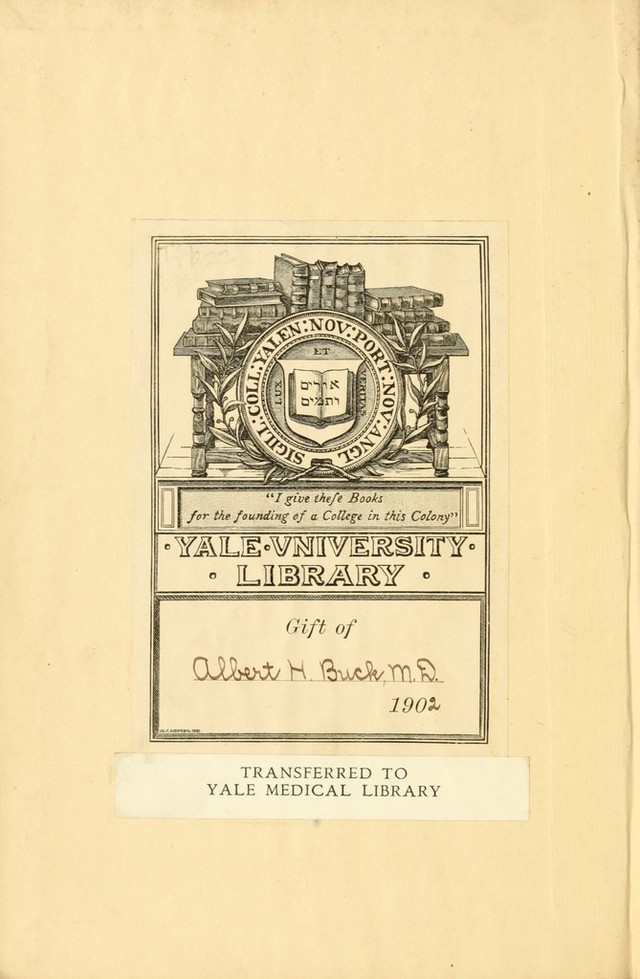 SIGILL:COLL:YALEN:NOV:PORT:NOV:ANGL
ET
LUX
VERITAS
אורים
ותמים
"I give theſe Books
for the founding of a College in this Colony"
·YALE·VNIVERSITY·
· LIBRARY ·
Gift of
Albert H. Buck, M.D.
1902
TRANSFERRED TO
YALE MEDICAL LIBRARY